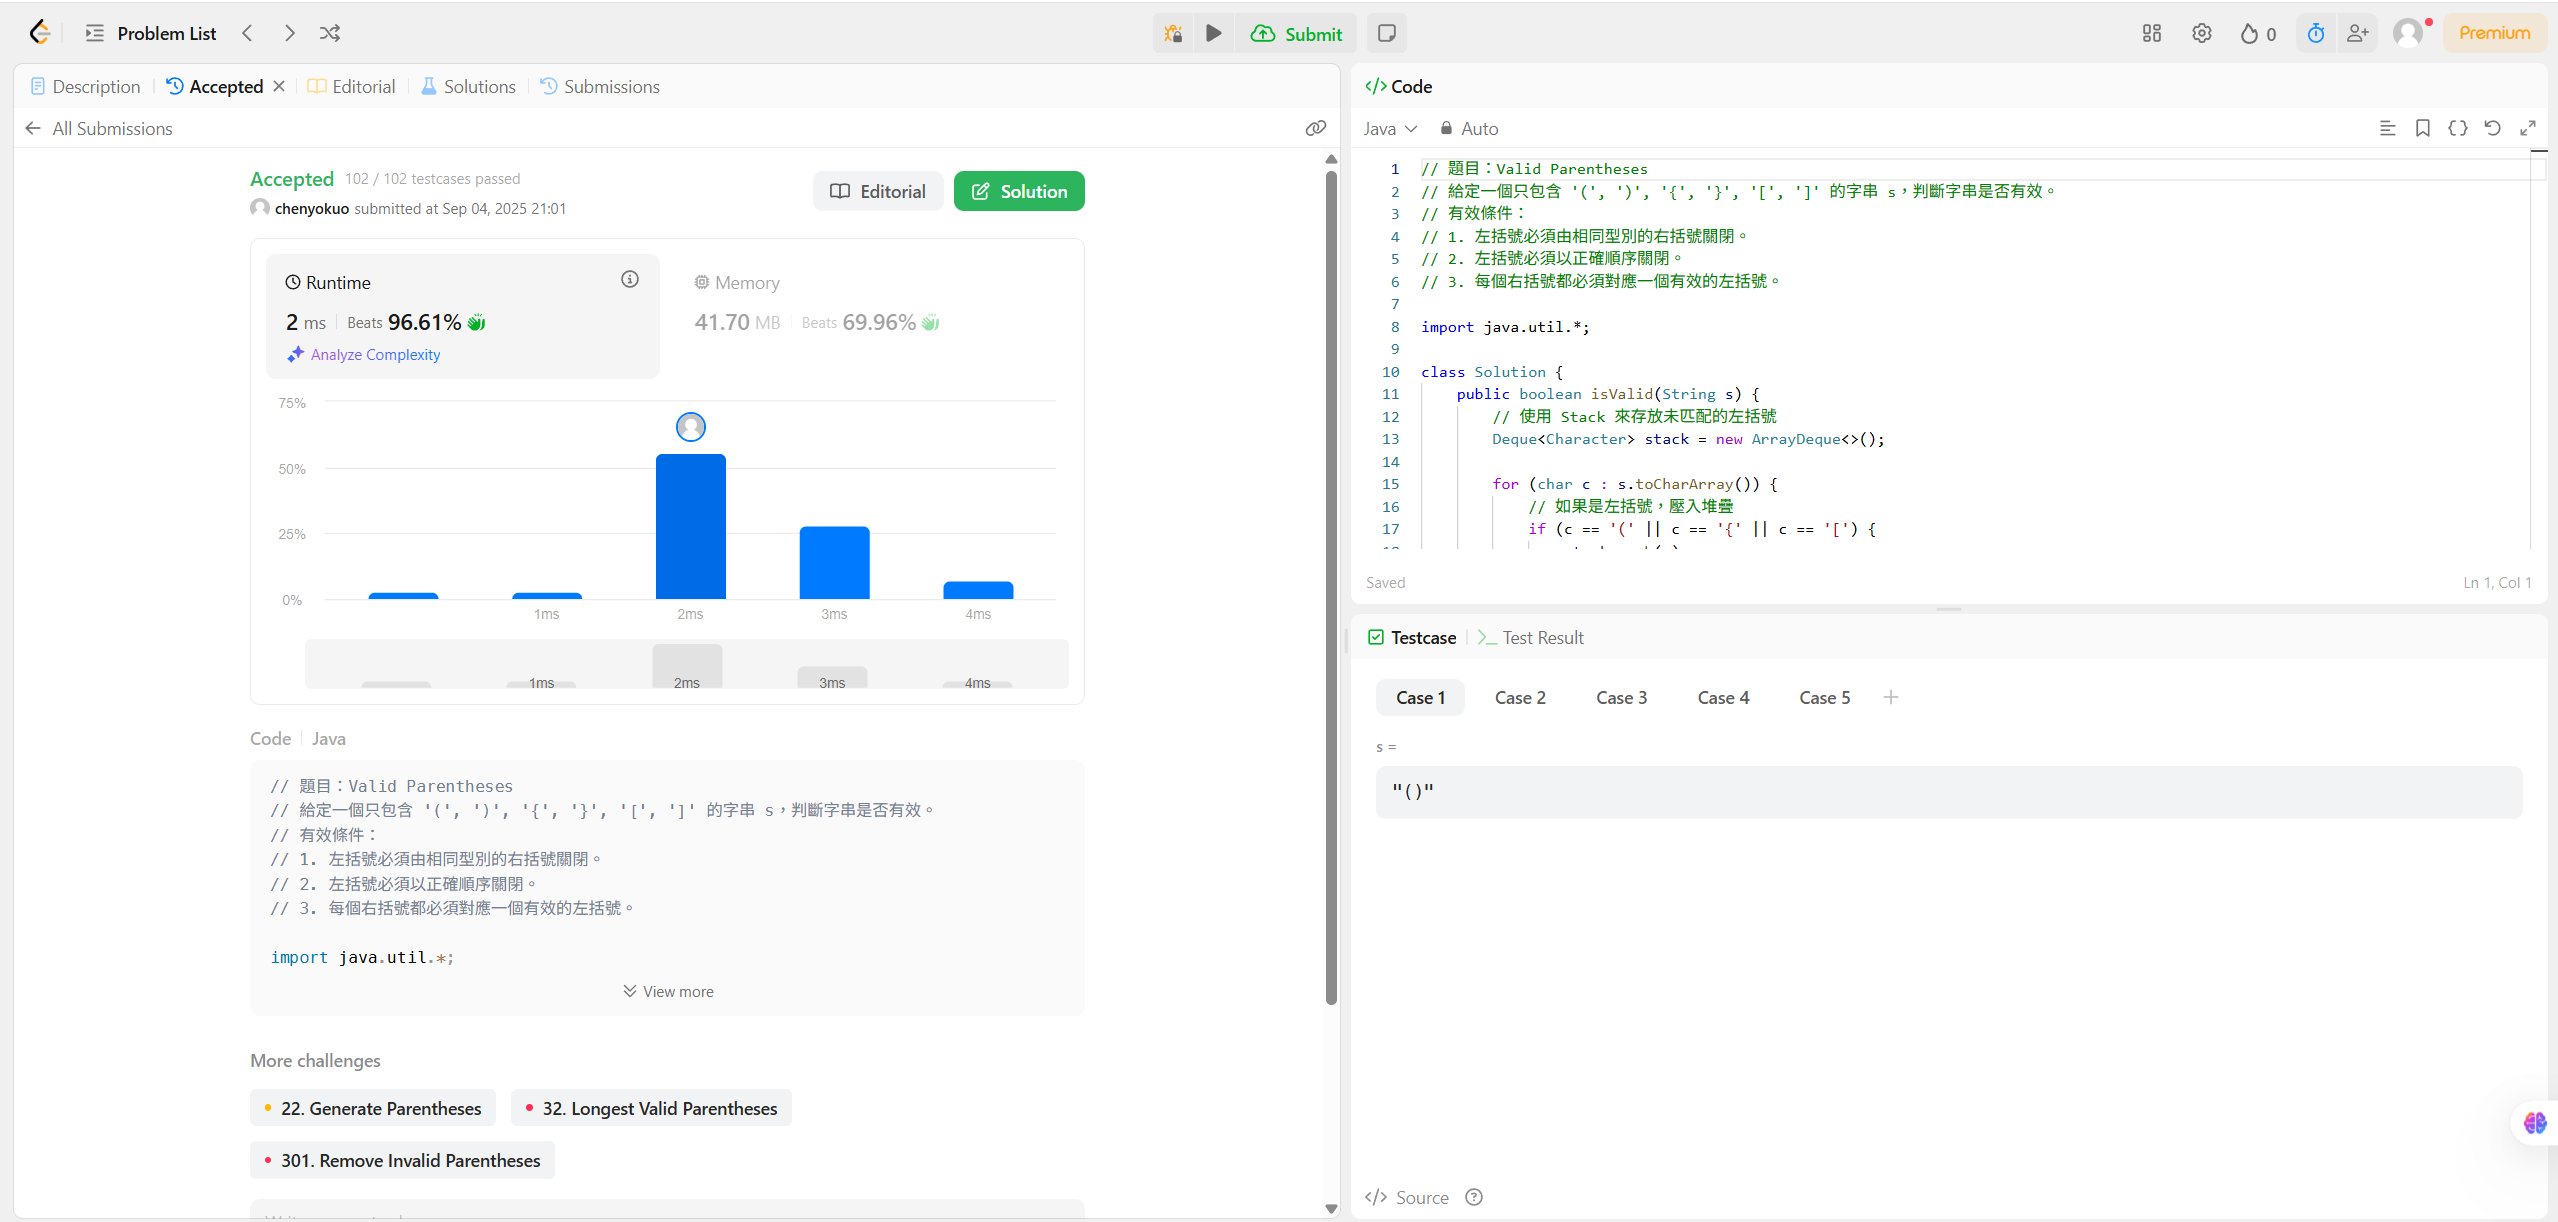 Problem List
Submit
0
Premium
Description
Accepted
Editorial
Solutions
Submissions
All Submissions
Accepted 102 / 102 testcases passed
chenyokuo submitted at Sep 04, 2025 21:01
Editorial
Solution
Runtime
2 ms Beats 96.61%
Analyze Complexity
Memory
41.70 MB Beats 69.96%
75%
50%
25%
0%
1ms 2ms 3ms 4ms
1ms 2ms 3ms 4ms
Code Java
// 題目：Valid Parentheses
// 給定一個只包含 '(', ')', '{', '}', '[', ']' 的字串 s，判斷字串是否有效。
// 有效條件：
// 1. 左括號必須由相同型別的右括號關閉。
// 2. 左括號必須以正確順序關閉。
// 3. 每個右括號都必須對應一個有效的左括號。
import java.util.*;
View more
More challenges
22. Generate Parentheses
32. Longest Valid Parentheses
301. Remove Invalid Parentheses
Code
Java Auto
1 // 題目：Valid Parentheses
2 // 給定一個只包含 '(', ')', '{', '}', '[', ']' 的字串 s，判斷字串是否有效。
3 // 有效條件：
4 // 1. 左括號必須由相同型別的右括號關閉。
5 // 2. 左括號必須以正確順序關閉。
6 // 3. 每個右括號都必須對應一個有效的左括號。
7
8 import java.util.*;
9
10 class Solution {
11 public boolean isValid(String s) {
12 // 使用 Stack 來存放未匹配的左括號
13 Deque<Character> stack = new ArrayDeque<>();
14
15 for (char c : s.toCharArray()) {
16 // 如果是左括號，壓入堆疊
17 if (c == '(' || c == '{' || c == '[') {
Saved
Ln 1, Col 1
Testcase
Test Result
Case 1
Case 2
Case 3
Case 4
Case 5
s =
"()"
Source